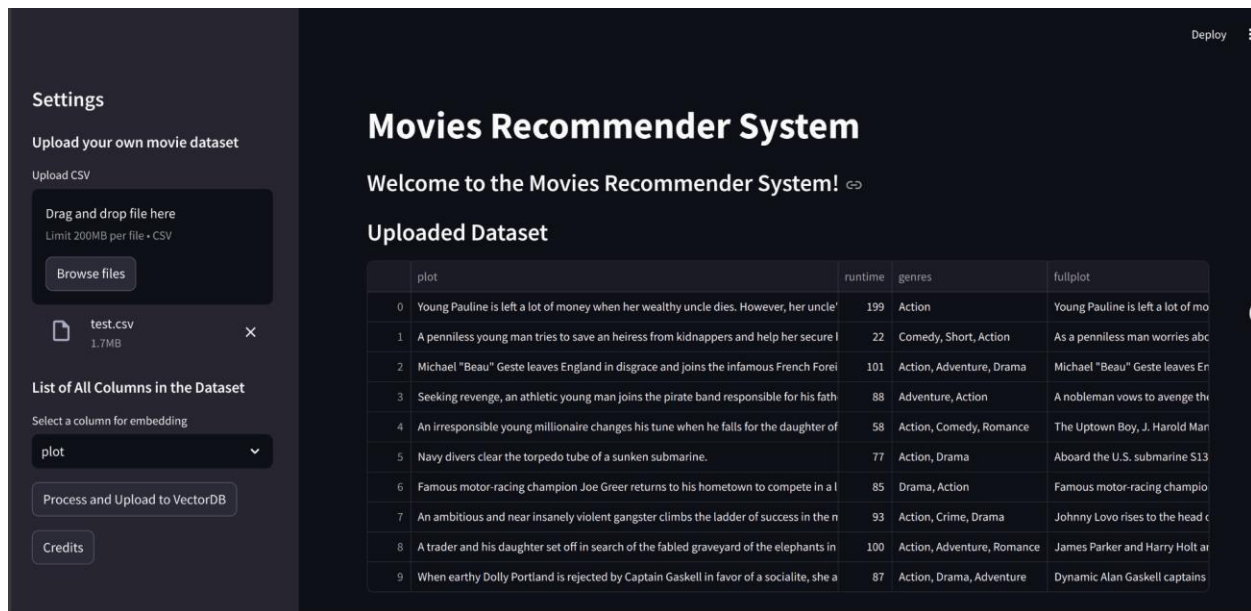 Deploy
Settings
Upload your own movie dataset
Upload CSV
Drag and drop file here
Limit 200MB per file • CSV
Browse files
test.csv
1.7MB
List of All Columns in the Dataset
Select a column for embedding
plot
Process and Upload to VectorDB
Credits
Movies Recommender System
Welcome to the Movies Recommender System!
Uploaded Dataset
plot runtime genres fullplot
0 Young Pauline is left a lot of money when her wealthy uncle dies. However, her uncle' 199 Action Young Pauline is left a lot of mo
1 A penniless young man tries to save an heiress from kidnappers and help her secure 22 Comedy, Short, Action As a penniless man worries abo
2 Michael "Beau" Geste leaves England in disgrace and joins the infamous French Forei 101 Action, Adventure, Drama Michael "Beau" Geste leaves En
3 Seeking revenge, an athletic young man joins the pirate band responsible for his fath 88 Adventure, Action A nobleman vows to avenge the
4 An irresponsible young millionaire changes his tune when he falls for the daughter of 58 Action, Comedy, Romance The Uptown Boy, J. Harold Man
5 Navy divers clear the torpedo tube of a sunken submarine. 77 Action, Drama Aboard the U.S. submarine S13
6 Famous motor-racing champion Joe Greer returns to his hometown to compete in a l 85 Drama, Action Famous motor-racing champio
7 An ambitious and near insanely violent gangster climbs the ladder of success in the m 93 Action, Crime, Drama Johnny Lovo rises to the head o
8 A trader and his daughter set off in search of the fabled graveyard of the elephants in 100 Action, Adventure, Romance James Parker and Harry Holt ar
9 When earthy Dolly Portland is rejected by Captain Gaskell in favor of a socialite, she a 87 Action, Drama, Adventure Dynamic Alan Gaskell captains